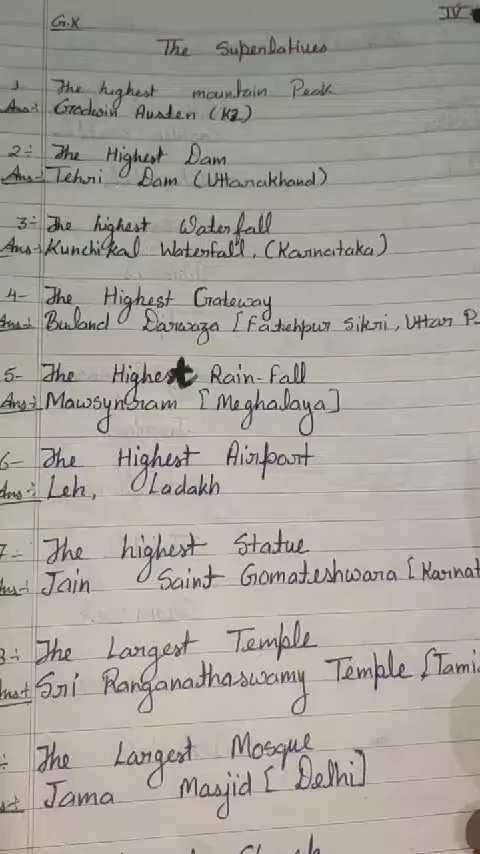 G.K
IV
The Superlatives
1 The highest mountain Peak
Ans:- Godwin Austen (K2)
2:- The Highest Dam
Ans:- Tehri Dam (Uttarakhand)
3:- The highest Waterfall
Ans:- Kunchikal Waterfall, (Karnataka)
4- The Highest Gateway
Ans:- Buland Darwaza [Fatehpur Sikri, Uttar P
5- The Highest Rain-Fall
Ans:- Mawsynram [Meghalaya]
6- The Highest Airport
Ans:- Leh, Ladakh
7- The highest Statue
Ans:- Jain Saint Gomateshwara [Karnat
8:- The Largest Temple
Ans:- Sri Ranganathaswamy Temple [Tami
The Largest Mosque
Jama Masjid [Delhi]